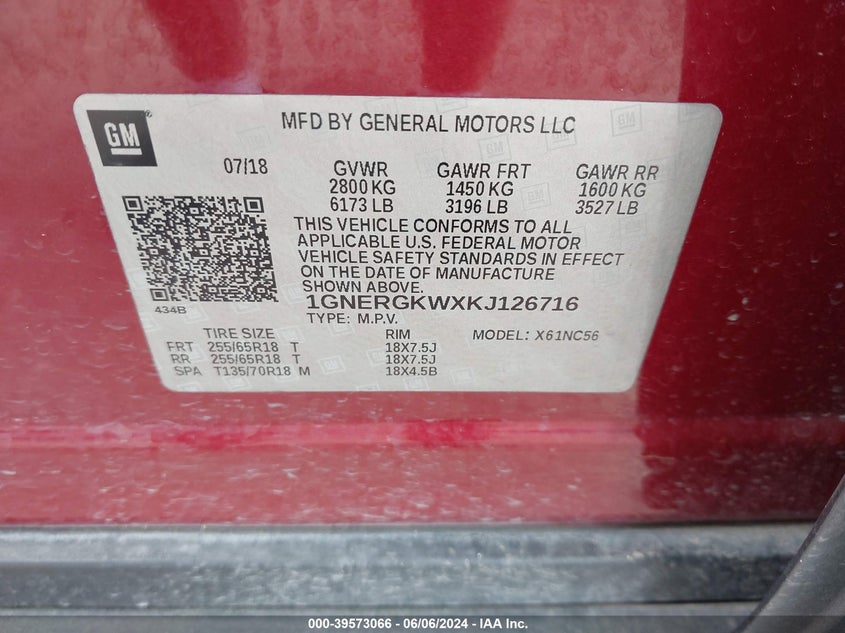 GM
MFD BY GENERAL MOTORS LLC
07/18 GVWR GAWR FRT GAWR RR
2800 KG 1450 KG 1600 KG
6173 LB 3196 LB 3527 LB
THIS VEHICLE CONFORMS TO ALL
APPLICABLE U.S. FEDERAL MOTOR
VEHICLE SAFETY STANDARDS IN EFFECT
ON THE DATE OF MANUFACTURE
SHOWN ABOVE.
434B 1GNERGKWXKJ126716
TYPE: M.P.V. MODEL: X61NC56
TIRE SIZE RIM
FRT 255/65R18 T 18X7.5J
RR 255/65R18 T 18X7.5J
SPA T135/70R18 M 18X4.5B
000-39573066 - 06/06/2024 - IAA Inc.